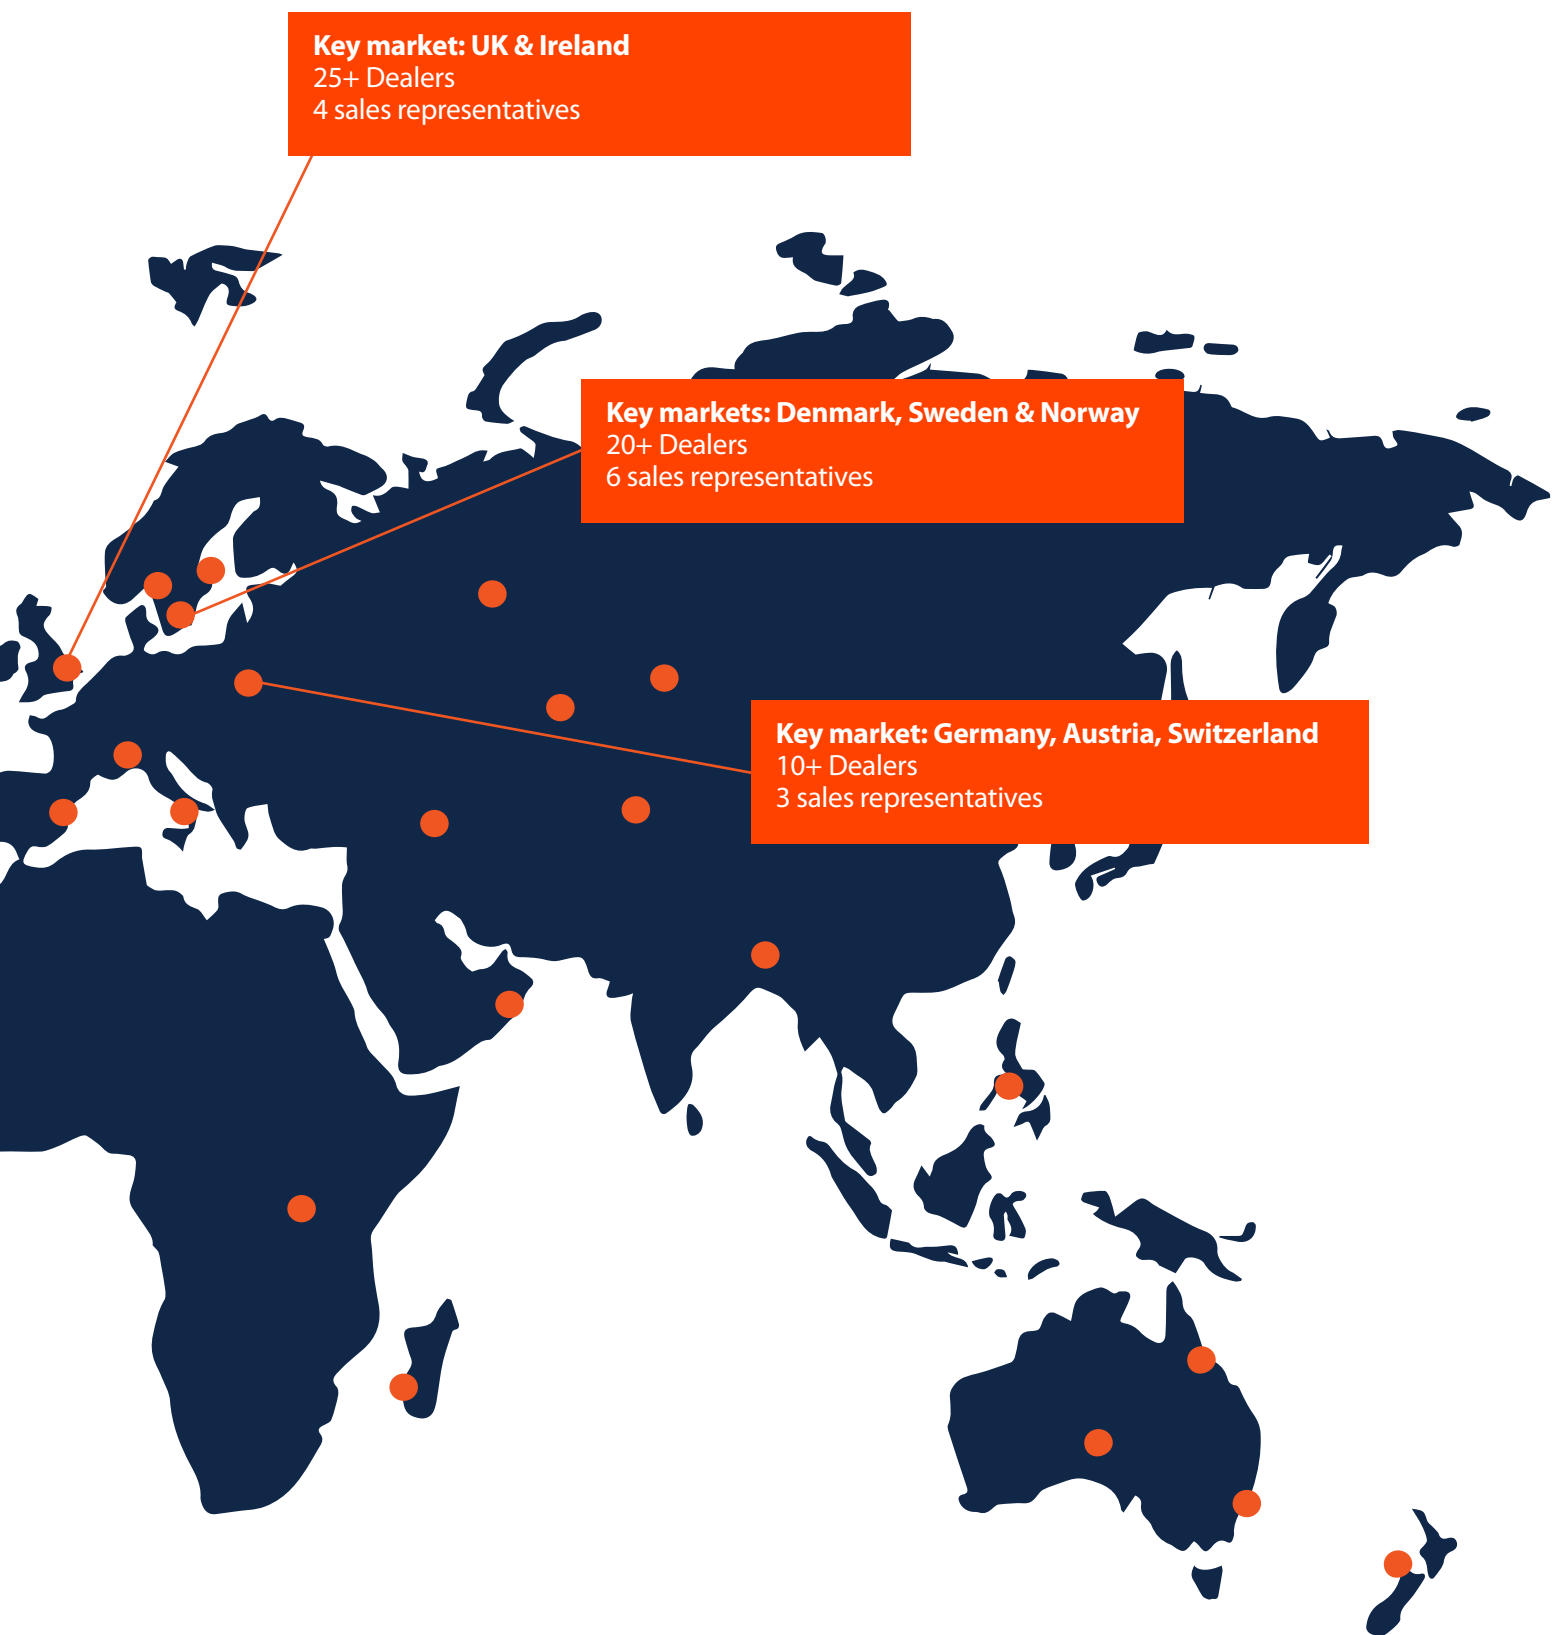 Key market: UK & Ireland
25+ Dealers
4 sales representatives
Key markets: Denmark, Sweden & Norway
20+ Dealers
6 sales representatives
Key market: Germany, Austria, Switzerland
10+ Dealers
3 sales representatives